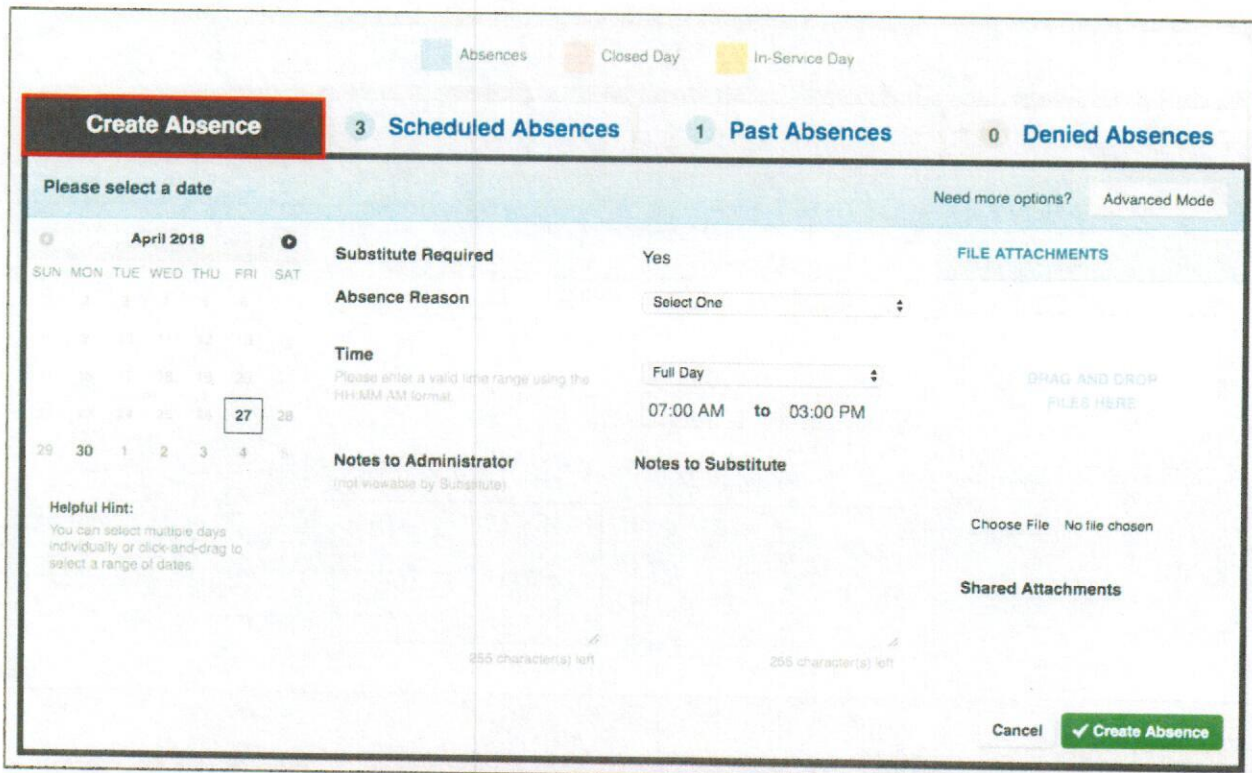 Absences Closed Day In-Service Day
Create Absence 3 Scheduled Absences 1 Past Absences 0 Denied Absences
Please select a date
Need more options? Advanced Mode
April 2018
SUN MON TUE WED THU FRI SAT
27 28
29 30 1 2 3 4 5
Helpful Hint:
You can select multiple days
individually or click-and-drag to
select a range of dates.
Substitute Required Yes
Absence Reason Select One
Time Full Day
Please enter a valid time range using the
HH:MM AM format.
07:00 AM to 03:00 PM
Notes to Administrator
(not viewable by Substitute)
255 character(s) left
Notes to Substitute
255 character(s) left
FILE ATTACHMENTS
DRAG AND DROP
FILES HERE
Choose File No file chosen
Shared Attachments
Cancel ✓ Create Absence